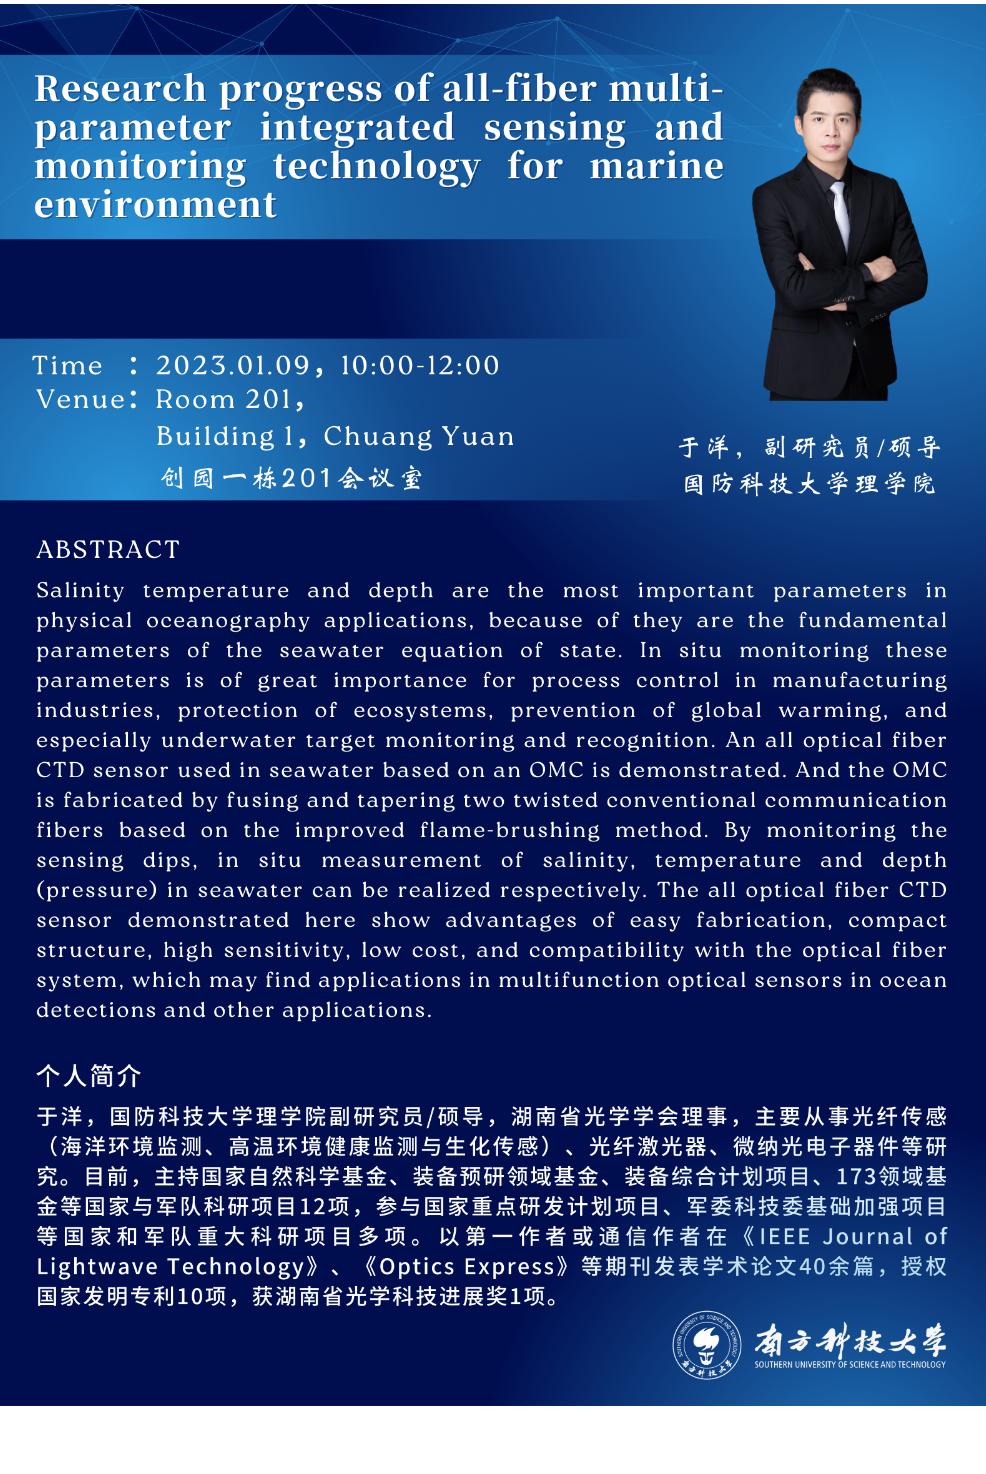 Research progress of all-fiber multi-
parameter integrated sensing and
monitoring technology for marine
environment
Time ：2023.01.09，10:00-12:00
Venue：Room 201，
Building 1，Chuang Yuan
创园一栋201会议室
于洋，副研究员/硕导
国防科技大学理学院
ABSTRACT
Salinity temperature and depth are the most important parameters in
physical oceanography applications, because of they are the fundamental
parameters of the seawater equation of state. In situ monitoring these
parameters is of great importance for process control in manufacturing
industries, protection of ecosystems, prevention of global warming, and
especially underwater target monitoring and recognition. An all optical fiber
CTD sensor used in seawater based on an OMC is demonstrated. And the OMC
is fabricated by fusing and tapering two twisted conventional communication
fibers based on the improved flame-brushing method. By monitoring the
sensing dips, in situ measurement of salinity, temperature and depth
(pressure) in seawater can be realized respectively. The all optical fiber CTD
sensor demonstrated here show advantages of easy fabrication, compact
structure, high sensitivity, low cost, and compatibility with the optical fiber
system, which may find applications in multifunction optical sensors in ocean
detections and other applications.
个人简介
于洋，国防科技大学理学院副研究员/硕导，湖南省光学学会理事，主要从事光纤传感
（海洋环境监测、高温环境健康监测与生化传感）、光纤激光器、微纳光电子器件等研
究。目前，主持国家自然科学基金、装备预研领域基金、装备综合计划项目、173领域基
金等国家与军队科研项目12项，参与国家重点研发计划项目、军委科技委基础加强项目
等国家和军队重大科研项目多项。以第一作者或通信作者在《IEEE Journal of
Lightwave Technology》、《Optics Express》等期刊发表学术论文40余篇，授权
国家发明专利10项，获湖南省光学科技进展奖1项。
南方科技大学
SOUTHERN UNIVERSITY OF SCIENCE AND TECHNOLOGY
SOUTHERN UNIVERSITY OF SCIENCE AND TECHNOLOGY
南方科技大学